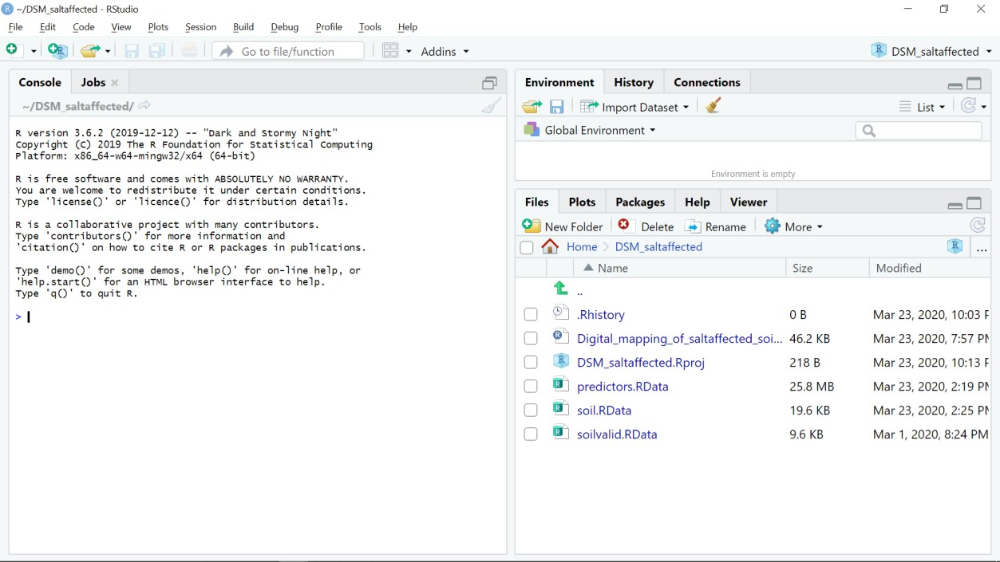 ~/DSM_saltaffected - RStudio
File Edit Code View Plots Session Build Debug Profile Tools Help
Go to file/function Addins DSM_saltaffected
Console Jobs
~/DSM_saltaffected/
R version 3.6.2 (2019-12-12) -- "Dark and Stormy Night"
Copyright (C) 2019 The R Foundation for Statistical Computing
Platform: x86_64-w64-mingw32/x64 (64-bit)
R is free software and comes with ABSOLUTELY NO WARRANTY.
You are welcome to redistribute it under certain conditions.
Type 'license()' or 'licence()' for distribution details.
R is a collaborative project with many contributors.
Type 'contributors()' for more information and
'citation()' on how to cite R or R packages in publications.
Type 'demo()' for some demos, 'help()' for on-line help, or
'help.start()' for an HTML browser interface to help.
Type 'q()' to quit R.
>
Environment History Connections
Import Dataset List
Global Environment
Environment is empty
Files Plots Packages Help Viewer
New Folder Delete Rename More
Home DSM_saltaffected ...
Name Size Modified
..
.Rhistory 0 B Mar 23, 2020, 10:03 P
Digital_mapping_of_saltaffected_soi... 46.2 KB Mar 23, 2020, 7:57 PM
DSM_saltaffected.Rproj 218 B Mar 23, 2020, 10:13 P
predictors.RData 25.8 MB Mar 23, 2020, 2:19 PM
soil.RData 19.6 KB Mar 23, 2020, 2:25 PM
soilvalid.RData 9.6 KB Mar 1, 2020, 8:24 PM